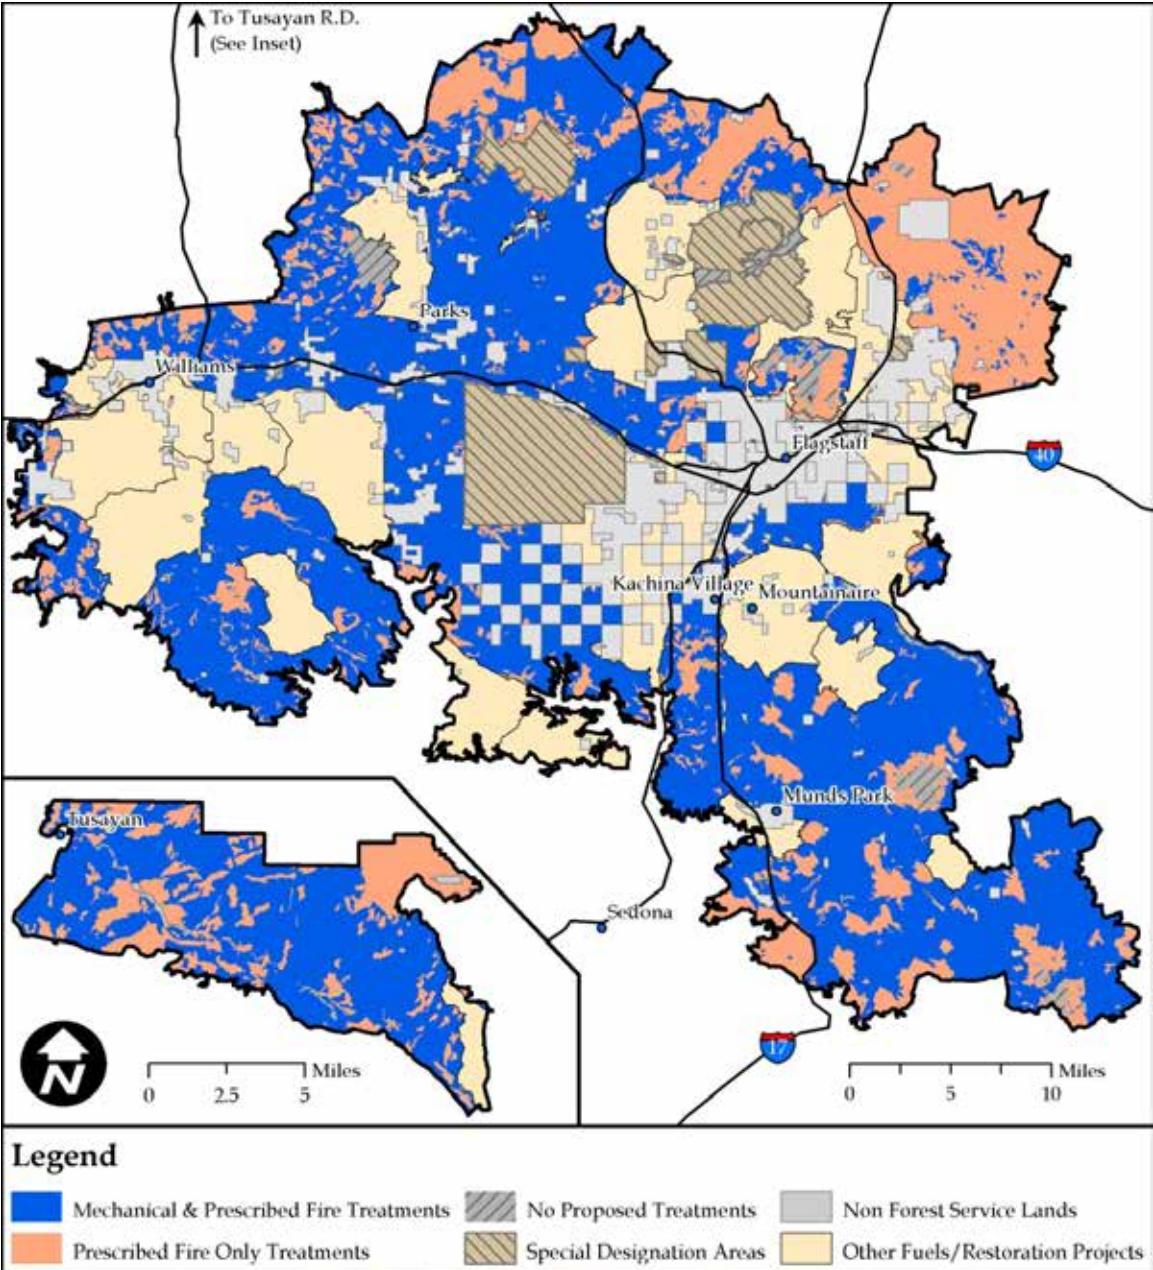 To Tusayan R.D.
(See Inset)
Parks
Williams
Flagstaff
40
Kachina Village
Mountainaire
Munds Park
Tusayan
Sedona
17
N
Miles
0 2.5 5
Miles
0 5 10
Legend
Mechanical & Prescribed Fire Treatments
No Proposed Treatments
Non Forest Service Lands
Prescribed Fire Only Treatments
Special Designation Areas
Other Fuels/Restoration Projects